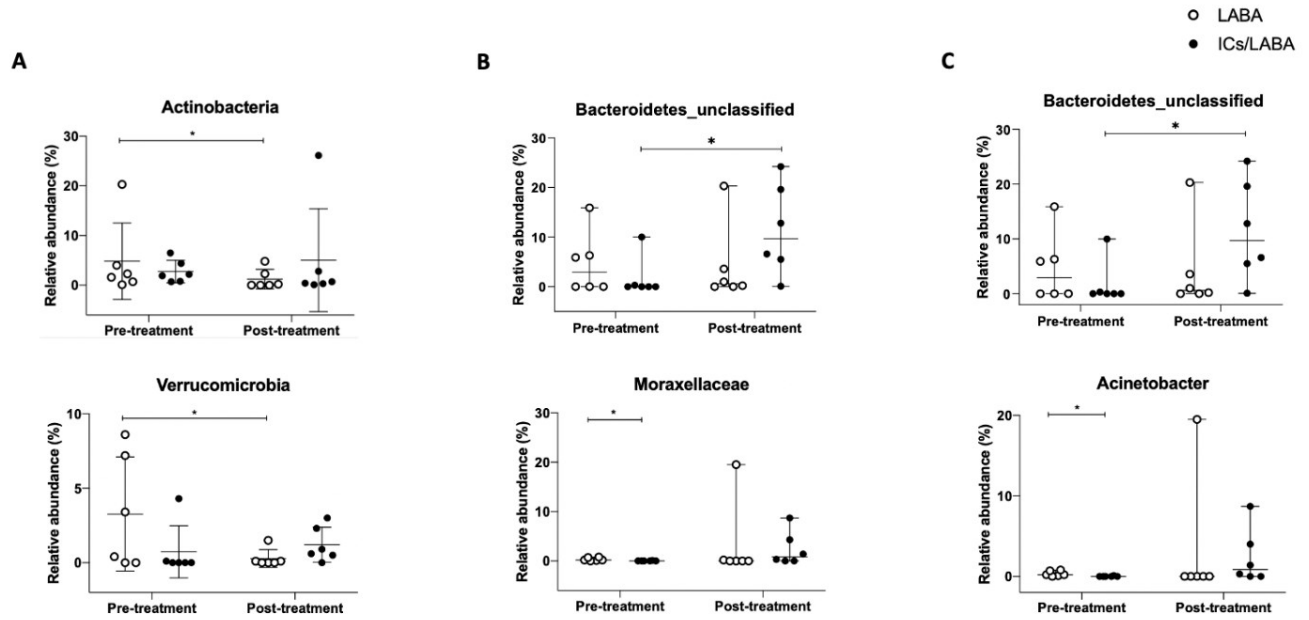 LABA
ICs/LABA
A
B
C
Actinobacteria
*
Relative abundance (%)
30
20
10
0
Pre-treatment
Post-treatment
Bacteroidetes_unclassified
*
Relative abundance (%)
30
20
10
0
Pre-treatment
Post-treatment
Bacteroidetes_unclassified
*
Relative abundance (%)
30
20
10
0
Pre-treatment
Post-treatment
Verrucomicrobia
*
Relative abundance (%)
10
5
0
Pre-treatment
Post-treatment
Moraxellaceae
*
Relative abundance (%)
30
20
10
0
Pre-treatment
Post-treatment
Acinetobacter
*
Relative abundance (%)
20
10
0
Pre-treatment
Post-treatment